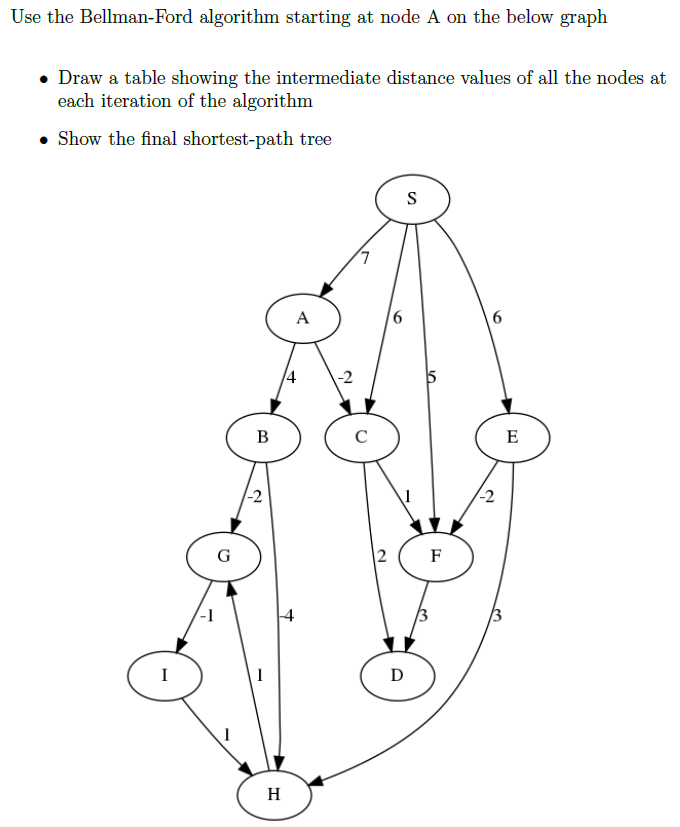 Use the Bellman-Ford algorithm starting at node A on the below graph
• Draw a table showing the intermediate distance values of all the nodes at
each iteration of the algorithm
• Show the final shortest-path tree
S
7
A
6
6
4
-2
5
B
C
E
-2
1
-2
G
2
F
-1
-4
3
3
I
1
D
1
H